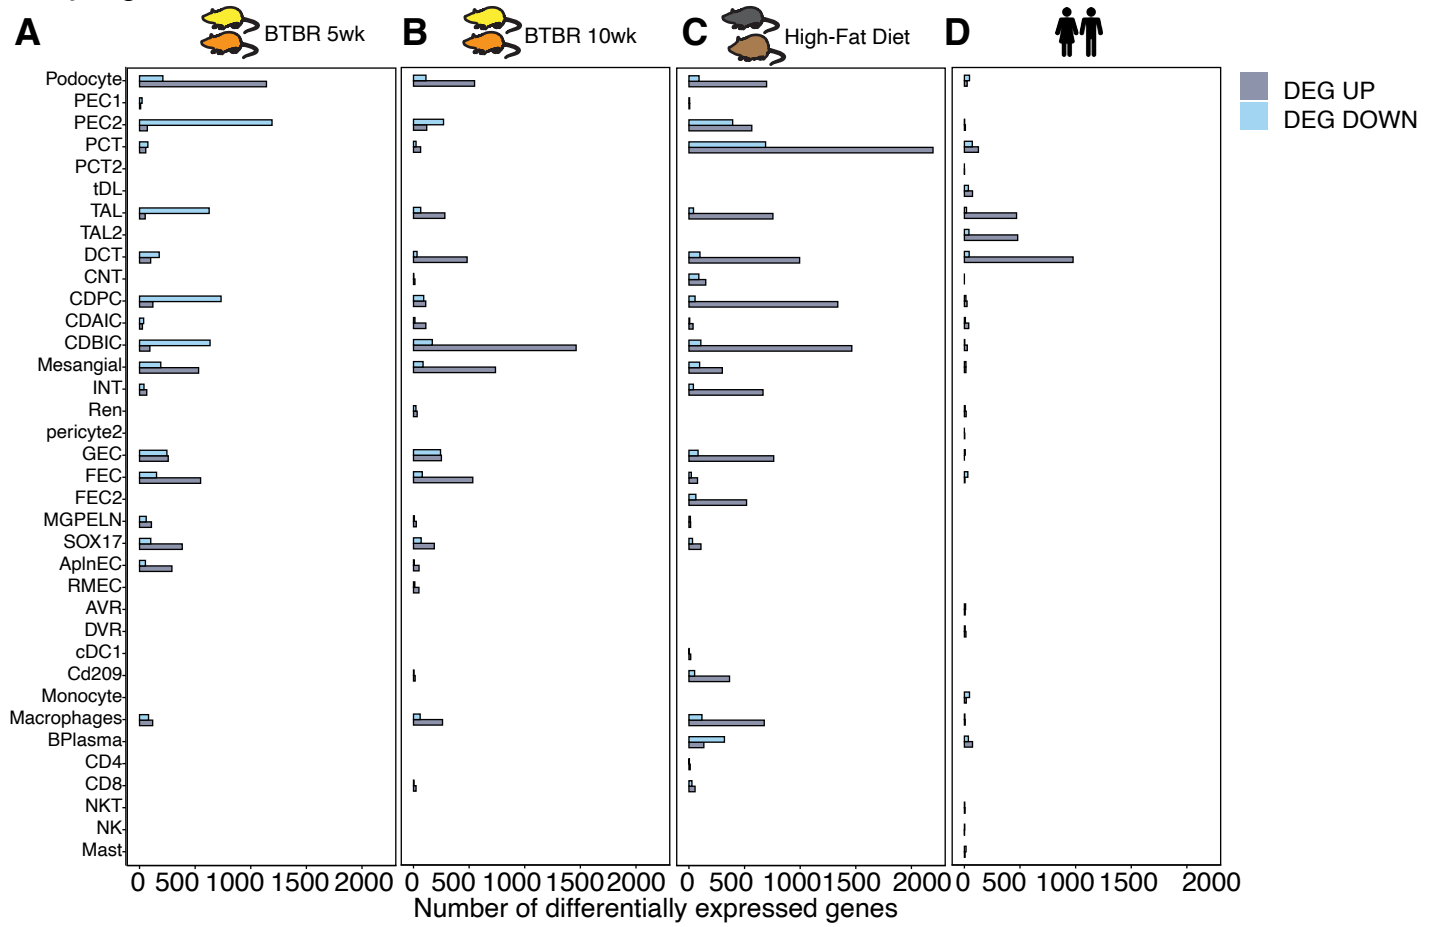 A
BTBR 5wk
B
BTBR 10wk
C
High-Fat Diet
D
DEG UP
DEG DOWN
Podocyte
PEC1
PEC2
PCT
PCT2
tDL
TAL
TAL2
DCT
CNT
CDPC
CDAIC
CDBIC
Mesangial
INT
Ren
pericyte2
GEC
FEC
FEC2
MGPELN
SOX17
AplnEC
RMEC
AVR
DVR
cDC1
Cd209
Monocyte
Macrophages
BPlasma
CD4
CD8
NKT
NK
Mast
0 500 1000 1500 2000
0 500 1000 1500 2000
0 500 1000 1500 2000
0 500 1000 1500 2000
Number of differentially expressed genes